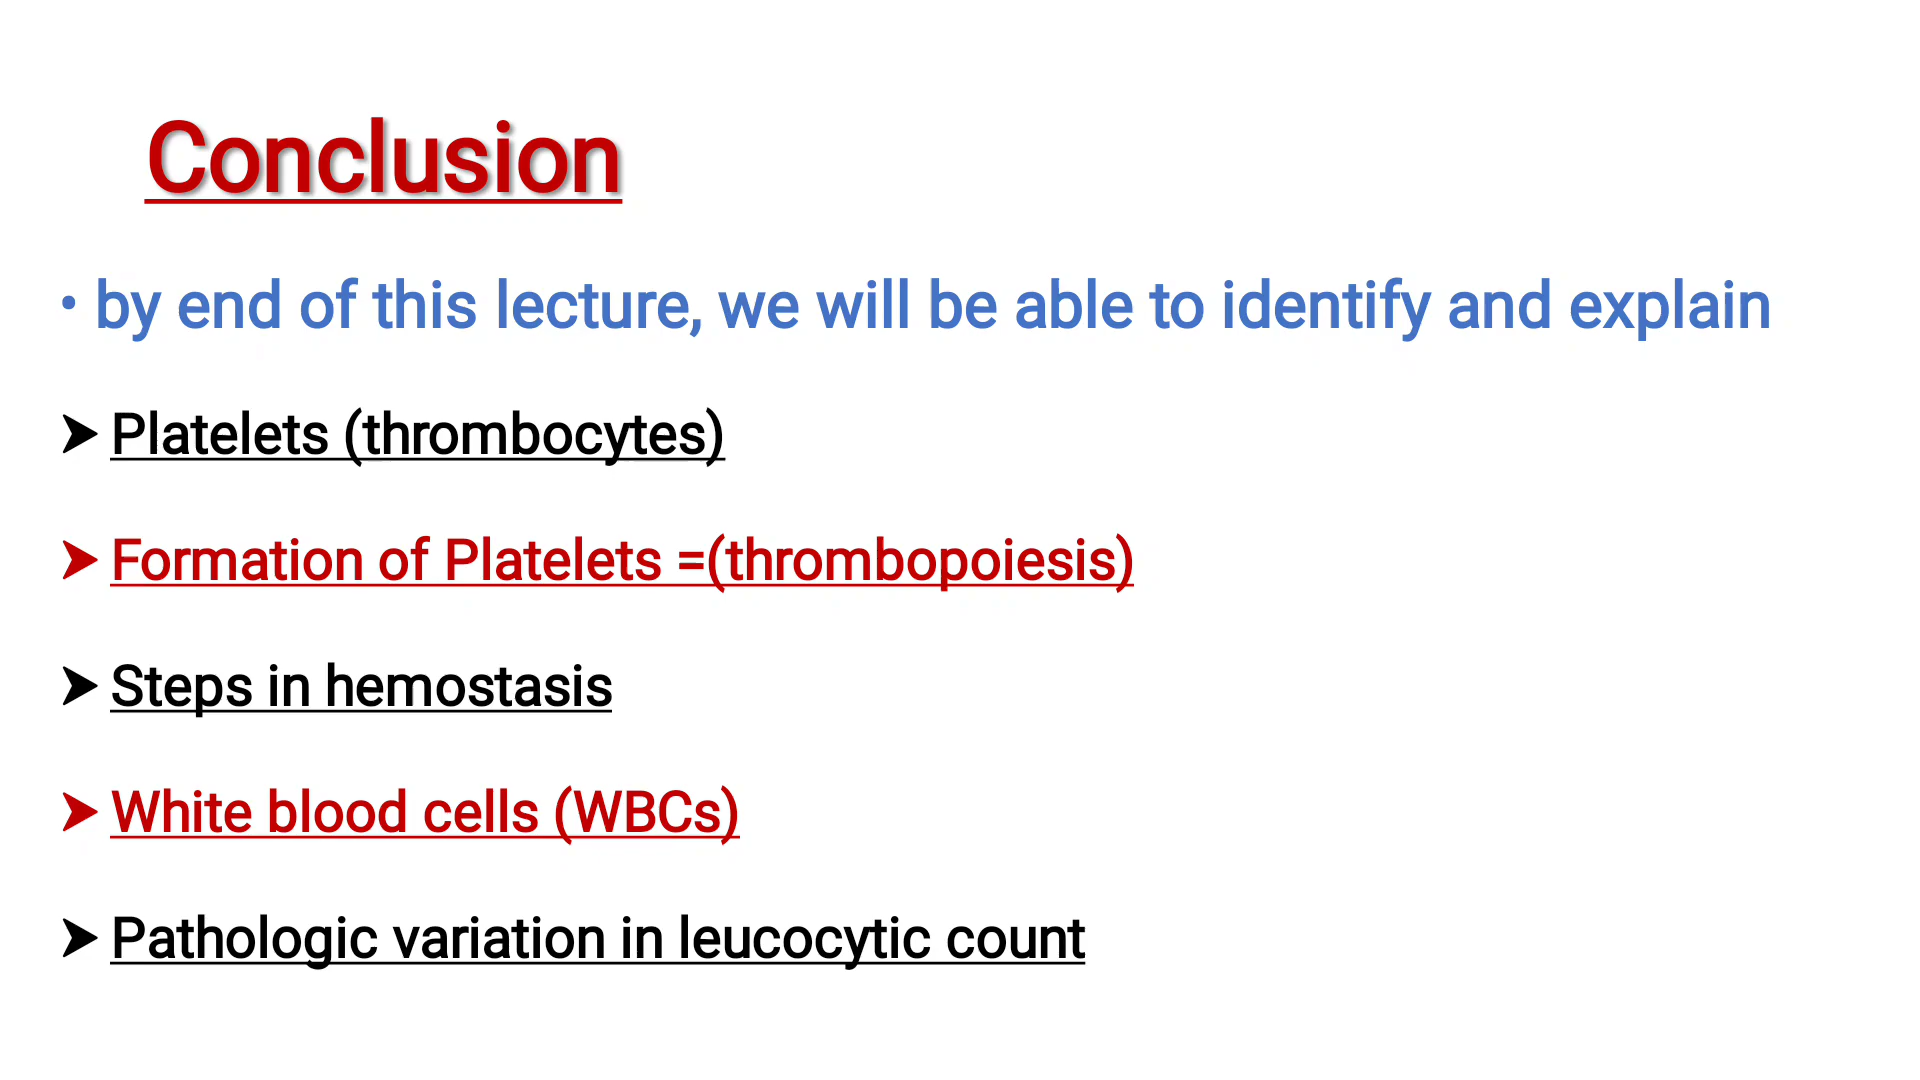 Conclusion
• by end of this lecture, we will be able to identify and explain
➤ Platelets (thrombocytes)
➤ Formation of Platelets =(thrombopoiesis)
➤ Steps in hemostasis
➤ White blood cells (WBCs)
➤ Pathologic variation in leucocytic count